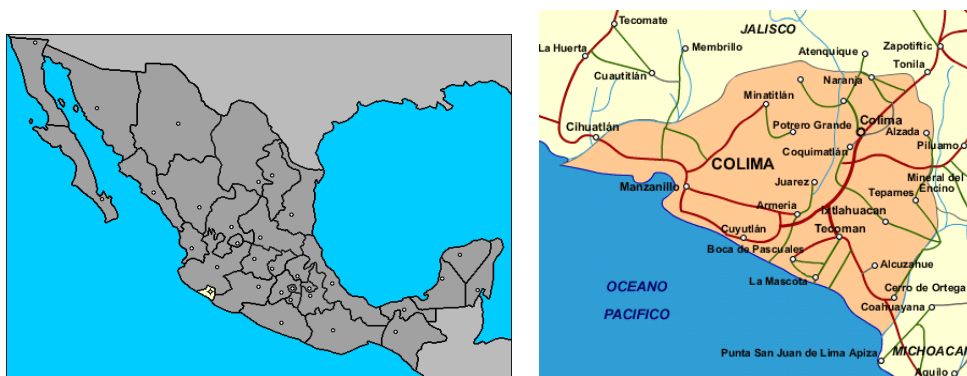 Tecomate
JALISCO
Zapotiftic
La Huerta
Membrillo
Atenquique
Tonila
Cuautitlán
Naranja
Minatitlán
Cihuatlán
Potrero Grande
Colima
Alzada
Coquimatlán
Piluamo
COLIMA
Manzanillo
Juarez
Mineral del
Encino
Tepames
Armeria
Ixtlahuacan
Cuyutlán
Tecoman
Boca de Pascuales
Alcuzahue
La Mascota
Cerro de Ortega
OCEANO
PACIFICO
Coahuayana
Punta San Juan de Lima Apiza
MICHOACAN
Aquilo